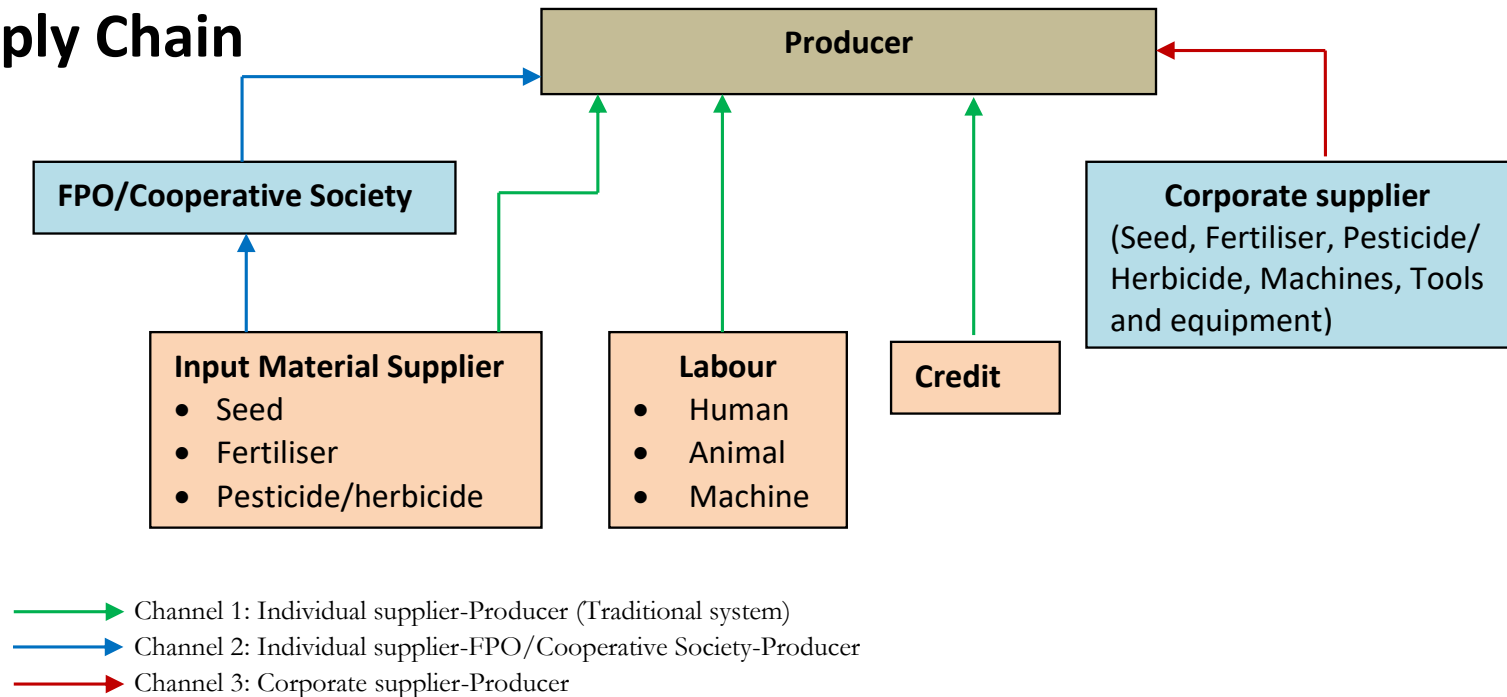 ply Chain
Producer
FPO/Cooperative Society
Corporate supplier
(Seed, Fertiliser, Pesticide/
Herbicide, Machines, Tools
and equipment)
Input Material Supplier
• Seed
• Fertiliser
• Pesticide/herbicide
Labour
• Human
• Animal
• Machine
Credit
Channel 1: Individual supplier-Producer (Traditional system)
Channel 2: Individual supplier-FPO/Cooperative Society-Producer
Channel 3: Corporate supplier-Producer